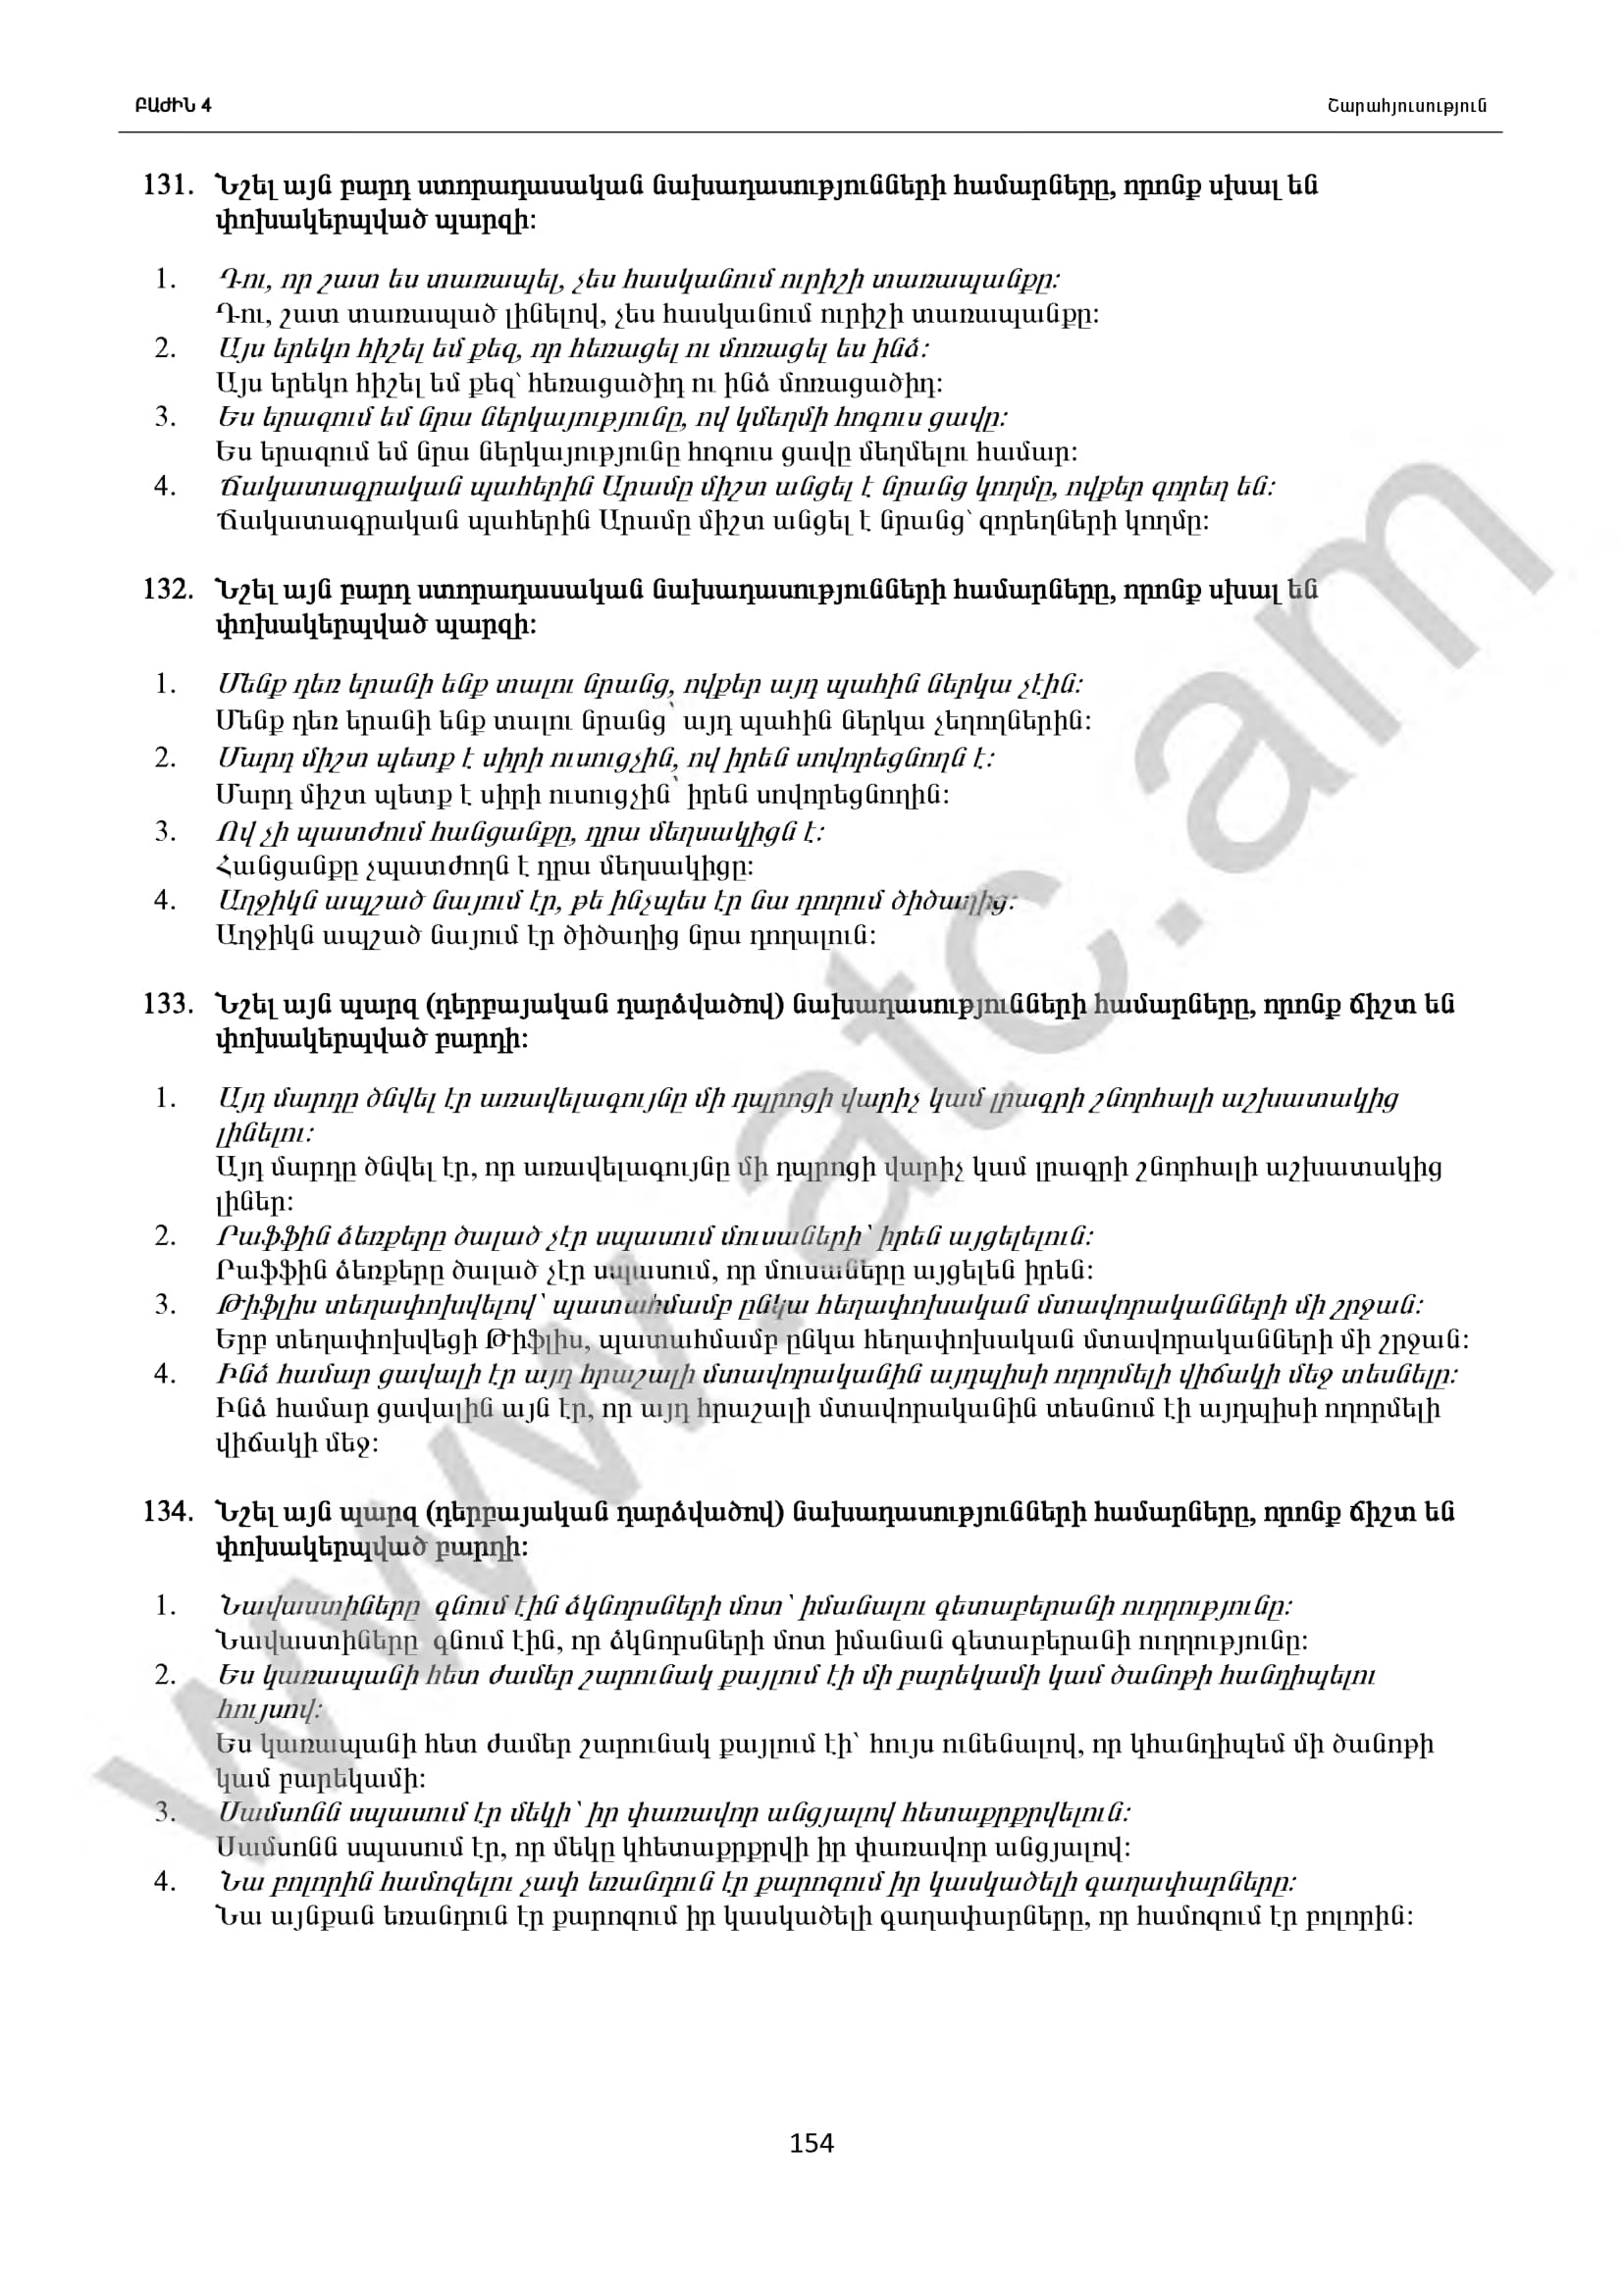 ԲԱԺԻՆ 4 Շարահյուսություն
131. Նշել այն բարդ ստորադասական նախադասությունների համարները, որոնք սխալ են
փոխակերպված պարզի:
1. Դու, որ շատ ես տառապել, չես հասկանում ուրիշի տառապանքը:
Դու, շատ տառապած լինելով, չես հասկանում ուրիշի տառապանքը:
2. Այս երեկո հիշել եմ քեզ, որ հեռացել ու մոռացել ես ինձ:
Այս երեկո հիշել եմ քեզ՝ հեռացածիդ ու ինձ մոռացածիդ:
3. Ես երազում եմ նրա ներկայությունը, ով կմեղմի հոգուս ցավը:
Ես երազում եմ նրա ներկայությունը հոգուս ցավը մեղմելու համար:
4. Ճակատագրական պահերին Արամը միշտ անցել է նրանց կողմը, ովքեր զորեղ են:
Ճակատագրական պահերին Արամը միշտ անցել է նրանց՝ զորեղների կողմը:
132. Նշել այն բարդ ստորադասական նախադասությունների համարները, որոնք սխալ են
փոխակերպված պարզի:
1. Մենք դեռ երանի ենք տալու նրանց, ովքեր այդ պահին ներկա չէին:
Մենք դեռ երանի ենք տալու նրանց՝ այդ պահին ներկա չեղողներին:
2. Մարդ միշտ պետք է սիրի ուսուցչին, ով իրեն սովորեցնողն է:
Մարդ միշտ պետք է սիրի ուսուցչին՝ իրեն սովորեցնողին:
3. Ով չի պատժում հանցանքը, դրա մեղսակիցն է:
Հանցանքը չպատժողն է դրա մեղսակիցը:
4. Աղջիկն ապշած նայում էր, թե ինչպես էր նա դողում ծիծաղից:
Աղջիկն ապշած նայում էր ծիծաղից նրա դողալուն:
133. Նշել այն պարզ (դերբայական դարձվածով) նախադասությունների համարները, որոնք ճիշտ են
փոխակերպված բարդի:
1. Այդ մարդը ծնվել էր առավելագույնը մի դպրոցի վարիչ կամ լրագրի շնորհալի աշխատակից
լինելու:
Այդ մարդը ծնվել էր, որ առավելագույնը մի դպրոցի վարիչ կամ լրագրի շնորհալի աշխատակից
լիներ:
2. Րաֆֆին ձեռքերը ծալած չէր սպասում մուսաների՝ իրեն այցելելուն:
Րաֆֆին ձեռքերը ծալած չէր սպասում, որ մուսաները այցելեն իրեն:
3. Թիֆլիս տեղափոխվելով՝ պատահմամբ ընկա հեղափոխական մտավորականների մի շրջան:
Երբ տեղափոխվեցի Թիֆլիս, պատահմամբ ընկա հեղափոխական մտավորականների մի շրջան:
4. Ինձ համար ցավալի էր այդ հրաշալի մտավորականին այդպիսի ողորմելի վիճակի մեջ տեսնելը:
Ինձ համար ցավալին այն էր, որ այդ հրաշալի մտավորականին տեսնում էի այդպիսի ողորմելի
վիճակի մեջ:
134. Նշել այն պարզ (դերբայական դարձվածով) նախադասությունների համարները, որոնք ճիշտ են
փոխակերպված բարդի:
1. Նավաստիները գնում էին ձկնորսների մոտ՝ իմանալու գետաբերանի ուղղությունը:
Նավաստիները գնում էին, որ ձկնորսների մոտ իմանան գետաբերանի ուղղությունը:
2. Ես կառապանի հետ ժամեր շարունակ քայլում էի մի բարեկամի կամ ծանոթի հանդիպելու
հույսով:
Ես կառապանի հետ ժամեր շարունակ քայլում էի՝ հույս ունենալով, որ կհանդիպեմ մի ծանոթի
կամ բարեկամի:
3. Սամսոնն սպասում էր մեկի՝ իր փառավոր անցյալով հետաքրքրվելուն:
Սամսոնն սպասում էր, որ մեկը կհետաքրքրվի իր փառավոր անցյալով:
4. Նա բոլորին համոզելու չափ եռանդուն էր քարոզում իր կասկածելի գաղափարները:
Նա այնքան եռանդուն էր քարոզում իր կասկածելի գաղափարները, որ համոզում էր բոլորին:
www.atc.am
154